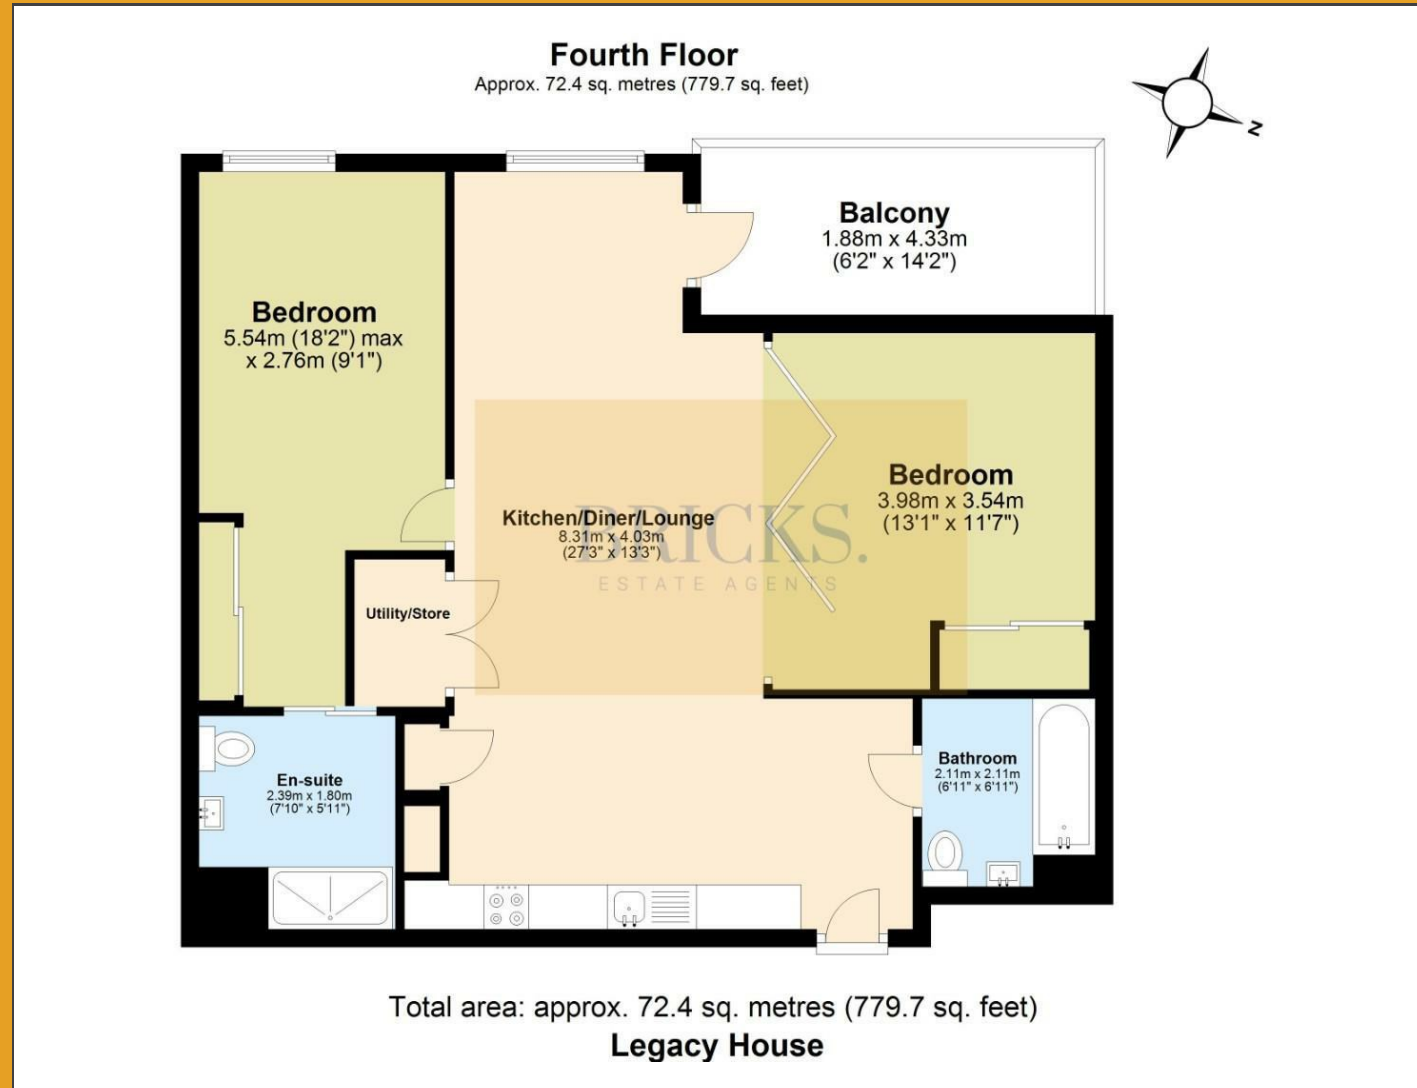 Fourth Floor
Approx. 72.4 sq. metres (779.7 sq. feet)
N
Balcony
1.88m x 4.33m
(6'2" x 14'2")
Bedroom
5.54m (18'2") max
x 2.76m (9'1")
Bedroom
3.98m x 3.54m
(13'1" x 11'7")
Kitchen/Diner/Lounge
8.31m x 4.03m
(27'3" x 13'3")
BRICKS.
ESTATE AGENTS
Utility/Store
En-suite
2.39m x 1.80m
(7'10" x 5'11")
Bathroom
2.11m x 2.11m
(6'11" x 6'11")
Total area: approx. 72.4 sq. metres (779.7 sq. feet)
Legacy House